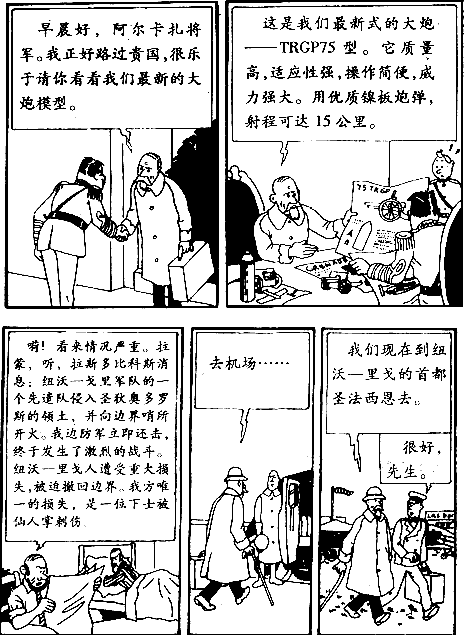 早晨好，阿尔卡扎将
军。我正好路过贵国，很乐
于请你看看我们最新的大
炮模型。
这是我们最新式的大炮
——TRGP75型。它质量
高，适应性强，操作简便，威
力强大。用优质镍板炮弹，
射程可达15公里。
75 TRGP
嗬！看来情况严重。拉
蒙，听，拉斯多比科斯消
息：纽沃—戈里军队的一
个先遣队侵入圣狄奥多罗
斯的领土，并向边界哨所
开火。我边防军立即还击，
终于发生了激烈的战斗。
纽沃—里戈人遭受重大损
失，被迫撤回边界。我方唯
一的损失，是一位下士被
仙人掌刺伤
去机场……
我们现在到纽
沃—里戈的首都
圣法西恩去。
很好，
先生。